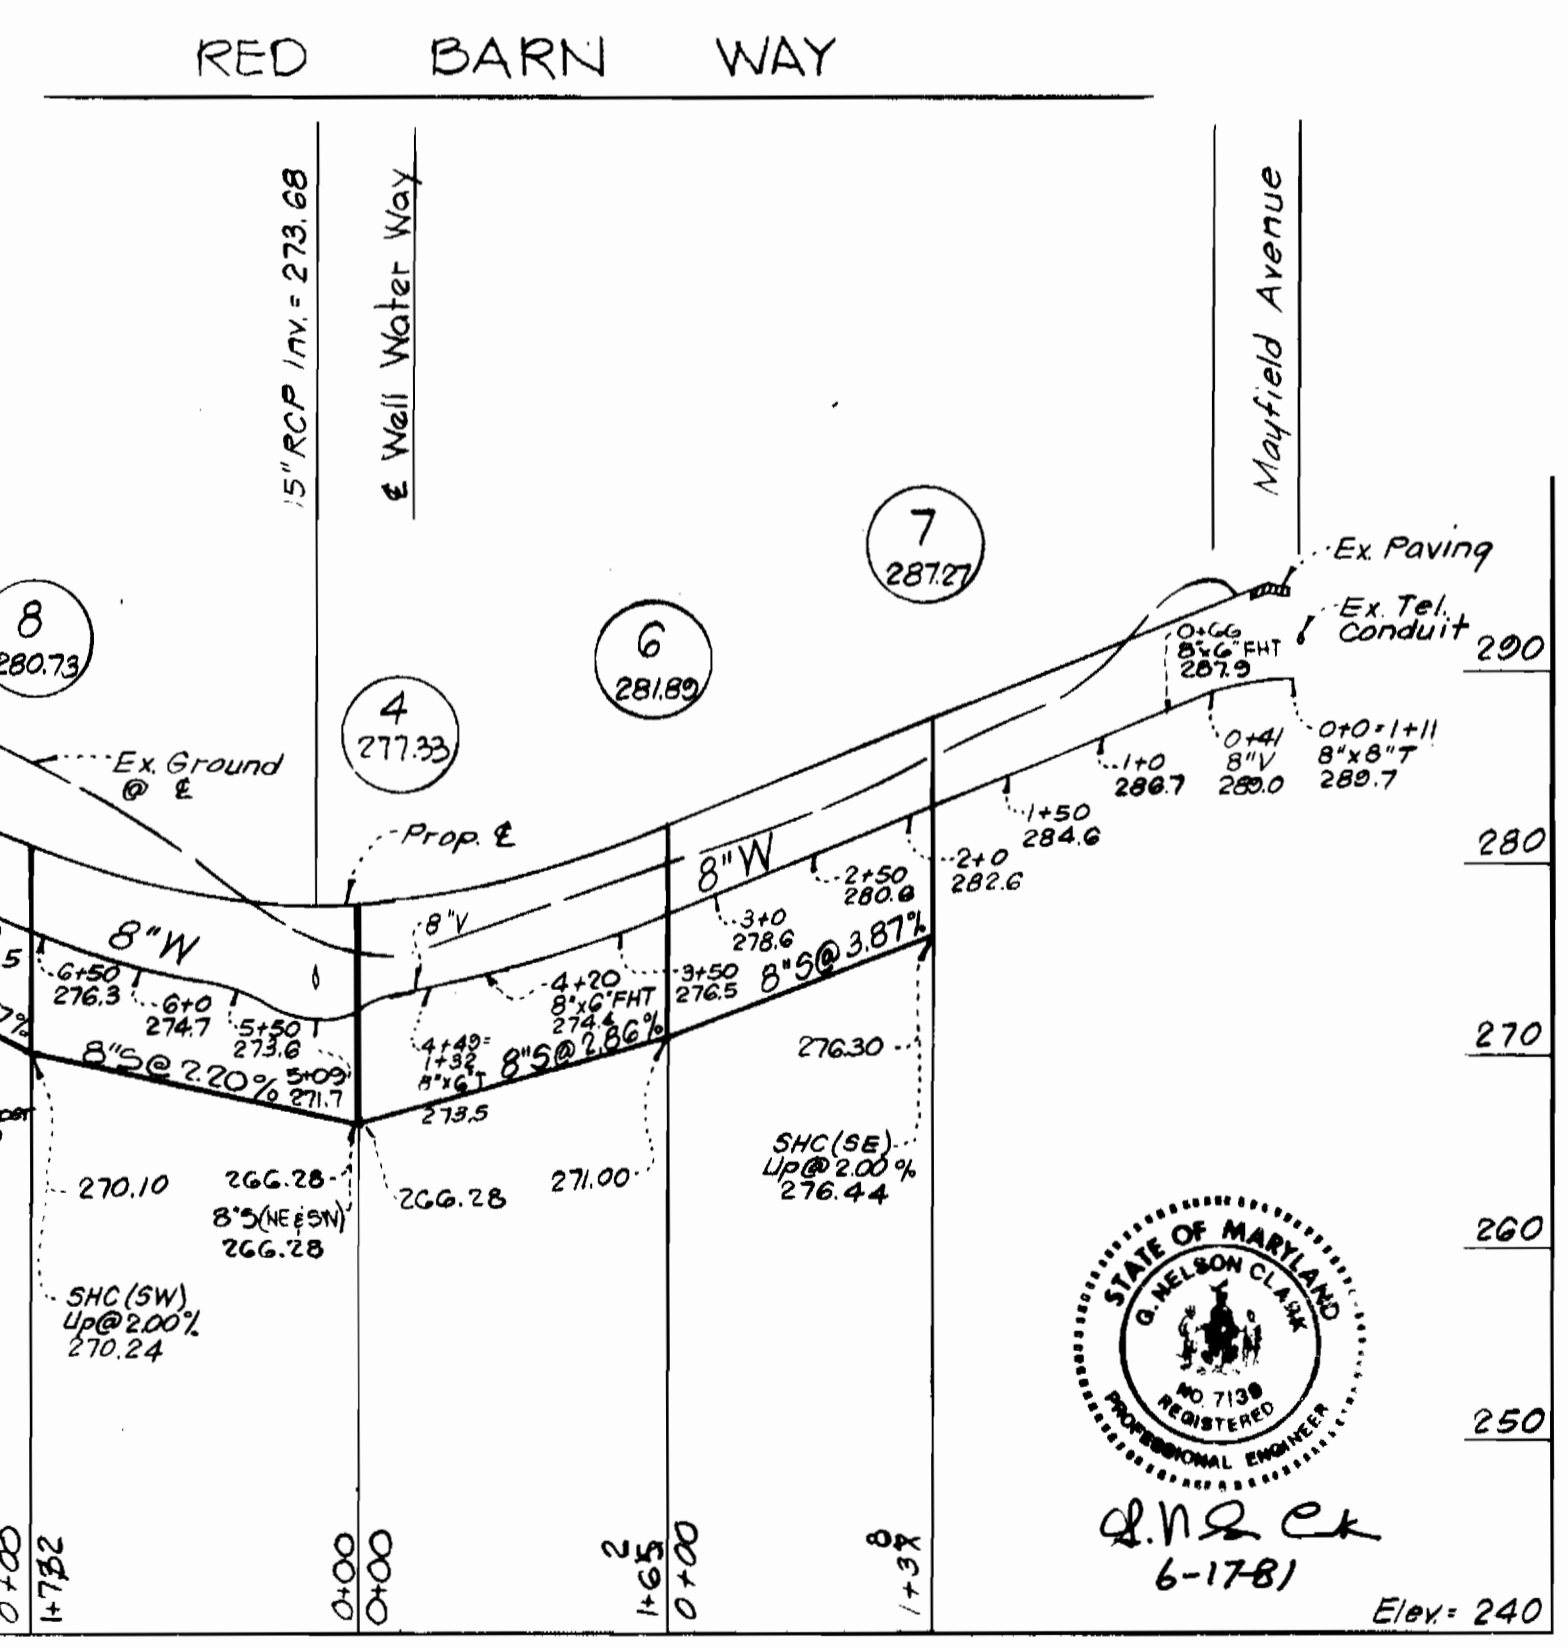 RED BARN WAY
15" RCP Inv. = 273.68
℄ Well Water Way
Mayfield Avenue
7
287.27
Ex. Paving
8
280.73
6
281.89
Ex. Tel.
Conduit
290
0+66
8"x6" FHT
287.9
4
277.33
Ex. Ground
@ ℄
0+41
8"V
289.0
0+0=1+11
8"x8"T
289.7
1+0
286.7
1+50
284.6
280
Prop. ℄
8"W
2+0
282.6
2+50
280.6
3+0
278.6
8"V
8"W
5
6+50
276.3
6+0
274.7
5+50
273.6
4+20
8"x6"FHT
274.4
3+50
276.5
8"S@ 3.87%
7%
8"S@ 2.20%
5+09
271.7
4+49=
1+32
8"x6"T
273.5
8"S@ 2.86%
276.30
270
270.10
266.28
8"S(NE & SW)
266.28
266.28
271.00
SHC (SE)
Up@ 2.00%
276.44
260
SHC (SW)
Up@ 2.00%
270.24
STATE OF MARYLAND
G. NELSON CLARK
NO. 7139
REGISTERED
PROFESSIONAL ENGINEER
250
6-17-81
0+00
0+00
0+00
2
1+65
0+00
8
Elev. = 240